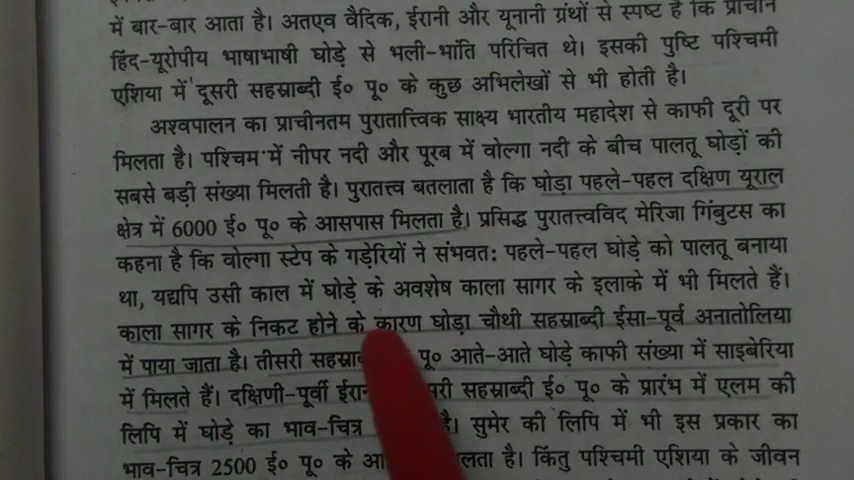 में बार-बार आता है। अतएव वैदिक, ईरानी और यूनानी ग्रंथों से स्पष्ट है कि प्राचीन
हिंद-यूरोपीय भाषाभाषी घोड़े से भली-भांति परिचित थे। इसकी पुष्टि पश्चिमी
एशिया में दूसरी सहस्राब्दी ई० पू० के कुछ अभिलेखों से भी होती है।
अश्वपालन का प्राचीनतम पुरातात्त्विक साक्ष्य भारतीय महादेश से काफी दूरी पर
मिलता है। पश्चिम में नीपर नदी और पूरब में वोल्गा नदी के बीच पालतू घोड़ों की
सबसे बड़ी संख्या मिलती है। पुरातत्त्व बतलाता है कि घोड़ा पहले-पहल दक्षिण यूराल
क्षेत्र में 6000 ई० पू० के आसपास मिलता है। प्रसिद्ध पुरातत्त्वविद मेरिजा गिंबुटस का
कहना है कि वोल्गा स्टेप के गड़ेरियों ने संभवत: पहले-पहल घोड़े को पालतू बनाया
था, यद्यपि उसी काल में घोड़े के अवशेष काला सागर के इलाके में भी मिलते हैं।
काला सागर के निकट होने के कारण घोड़ा चौथी सहस्राब्दी ईसा-पूर्व अनातोलिया
में पाया जाता है। तीसरी पू० आते-आते घोड़े काफी संख्या में साइबेरिया
में मिलते हैं। दक्षिणी-पूर्वी सहस्राब्दी ई० पू० के प्रारंभ में एलम की
लिपि में घोड़े का भाव-चित्र है। सुमेर की लिपि में भी इस प्रकार का
भाव-चित्र 2500 ई० पू० के है। किंतु पश्चिमी एशिया के जीवन